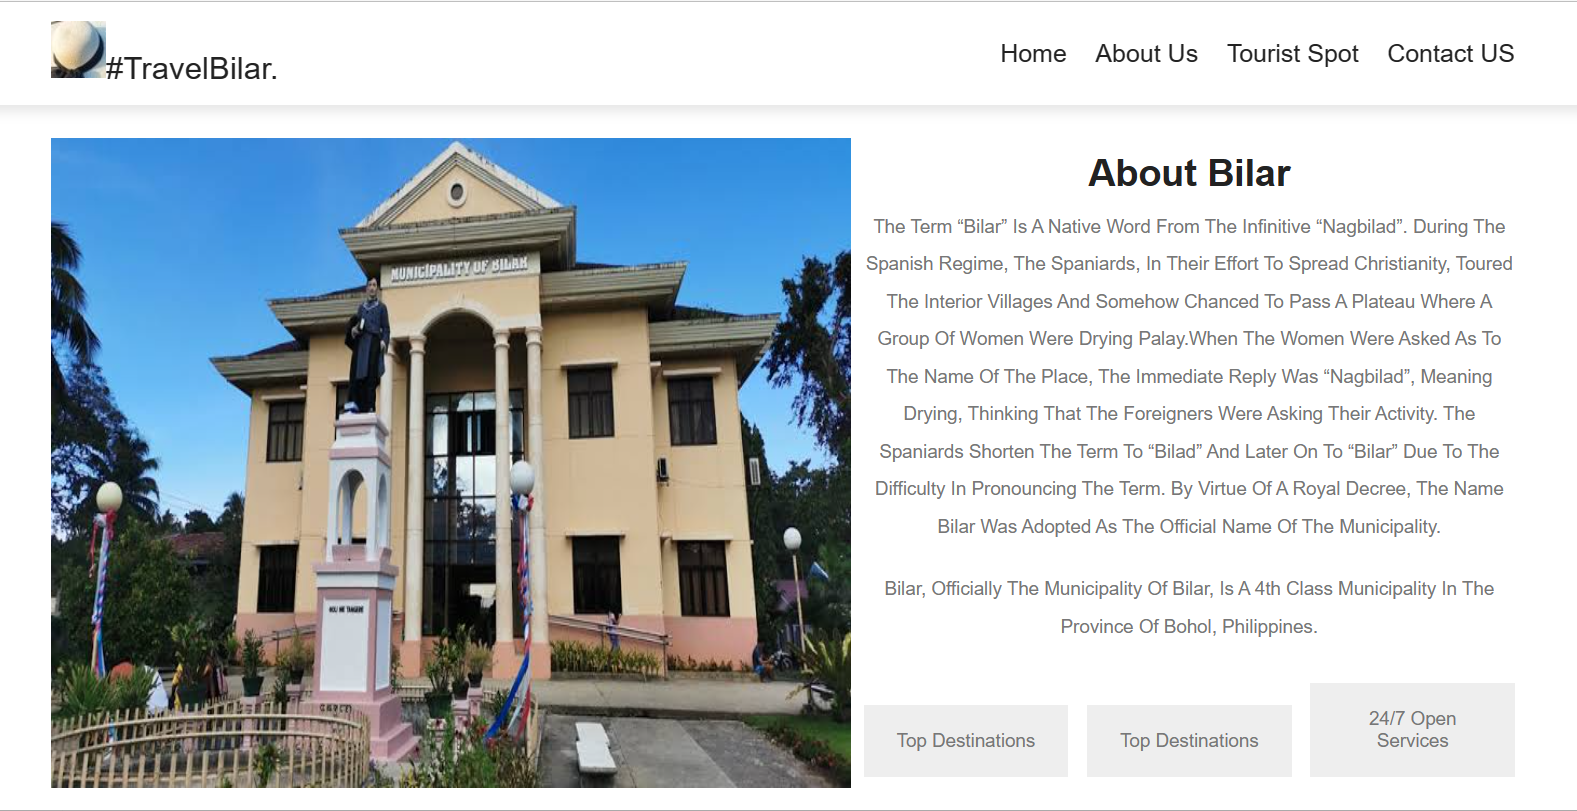 #TravelBilar.
Home About Us Tourist Spot Contact US
MUNICIPALITY OF BILAR
NOLI ME TANGERE
About Bilar
The Term “Bilar” Is A Native Word From The Infinitive “Nagbilad”. During The
Spanish Regime, The Spaniards, In Their Effort To Spread Christianity, Toured
The Interior Villages And Somehow Chanced To Pass A Plateau Where A
Group Of Women Were Drying Palay.When The Women Were Asked As To
The Name Of The Place, The Immediate Reply Was “Nagbilad”, Meaning
Drying, Thinking That The Foreigners Were Asking Their Activity. The
Spaniards Shorten The Term To “Bilad” And Later On To “Bilar” Due To The
Difficulty In Pronouncing The Term. By Virtue Of A Royal Decree, The Name
Bilar Was Adopted As The Official Name Of The Municipality.
Bilar, Officially The Municipality Of Bilar, Is A 4th Class Municipality In The
Province Of Bohol, Philippines.
Top Destinations
Top Destinations
24/7 Open
Services